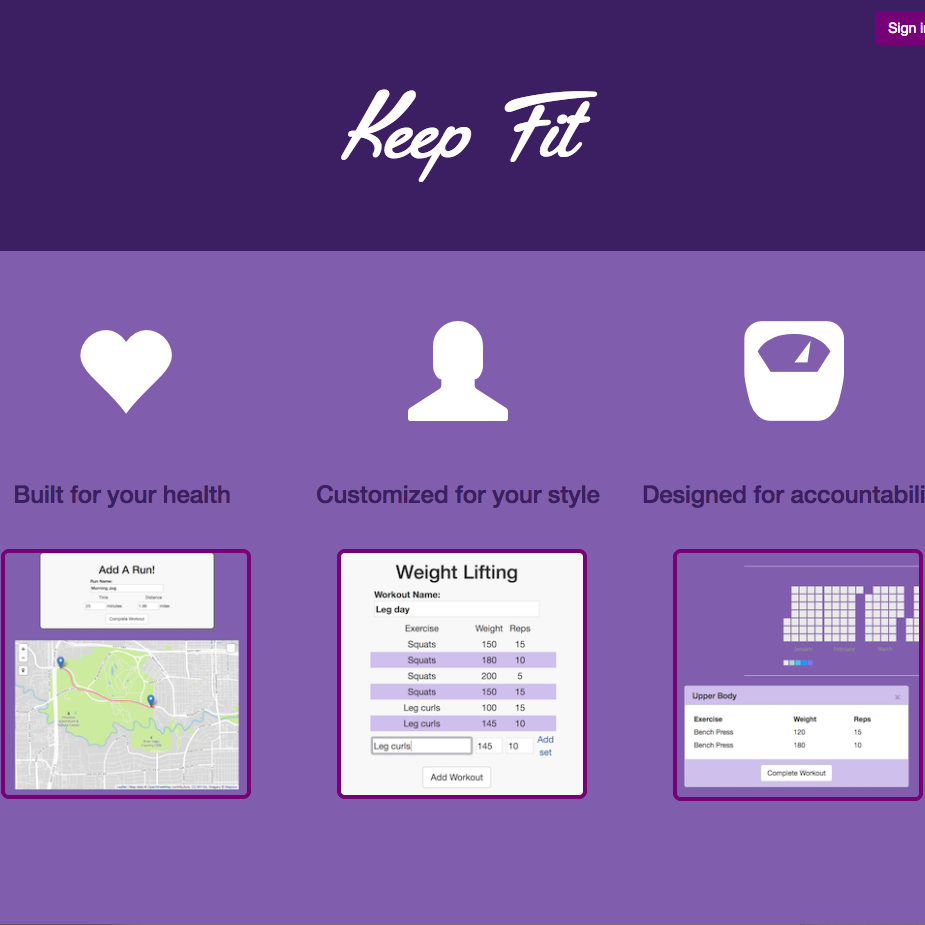 Sign i
Keep Fit
Built for your health
Customized for your style
Designed for accountabili
Add A Run!
Run Name:
Morning Jog
Time Distance
minutes miles
Complete Workout
Weight Lifting
Workout Name:
Leg day
Exercise Weight Reps
Squats 150 15
Squats 180 10
Squats 200 5
Squats 150 15
Leg curls 100 15
Leg curls 145 10
Leg curls 145 10 Add set
Add Workout
January February March
Upper Body ×
Exercise Weight Reps
Bench Press 120 15
Bench Press 180 10
Complete Workout